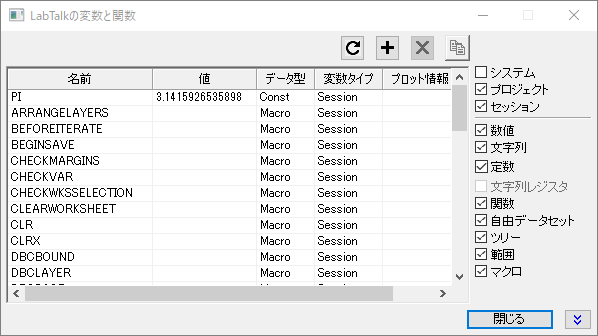 LabTalkの変数と関数
名前 値 データ型 変数タイプ プロット情報
PI 3.1415926535898 Const Session
ARRANGELAYERS Macro Session
BEFOREITERATE Macro Session
BEGINSAVE Macro Session
CHECKMARGINS Macro Session
CHECKVAR Macro Session
CHECKWKSSELECTION Macro Session
CLEARWORKSHEET Macro Session
CLR Macro Session
CLRX Macro Session
DBCBOUND Macro Session
DBCLAYER Macro Session
システム
プロジェクト
セッション
数値
文字列
定数
文字列レジスタ
関数
自由データセット
ツリー
範囲
マクロ
閉じる